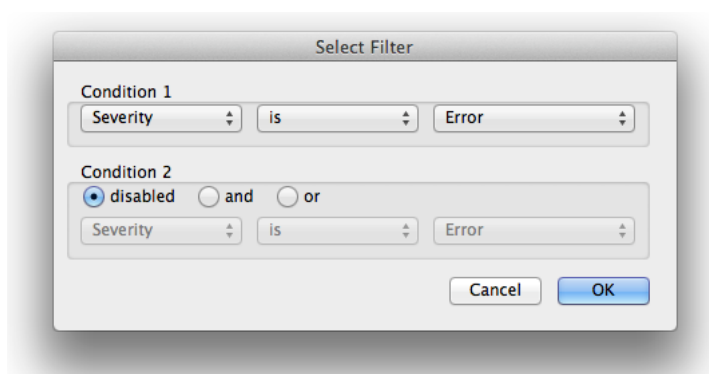 Select Filter
Condition 1
Severity is Error
Condition 2
disabled and or
Severity is Error
Cancel OK